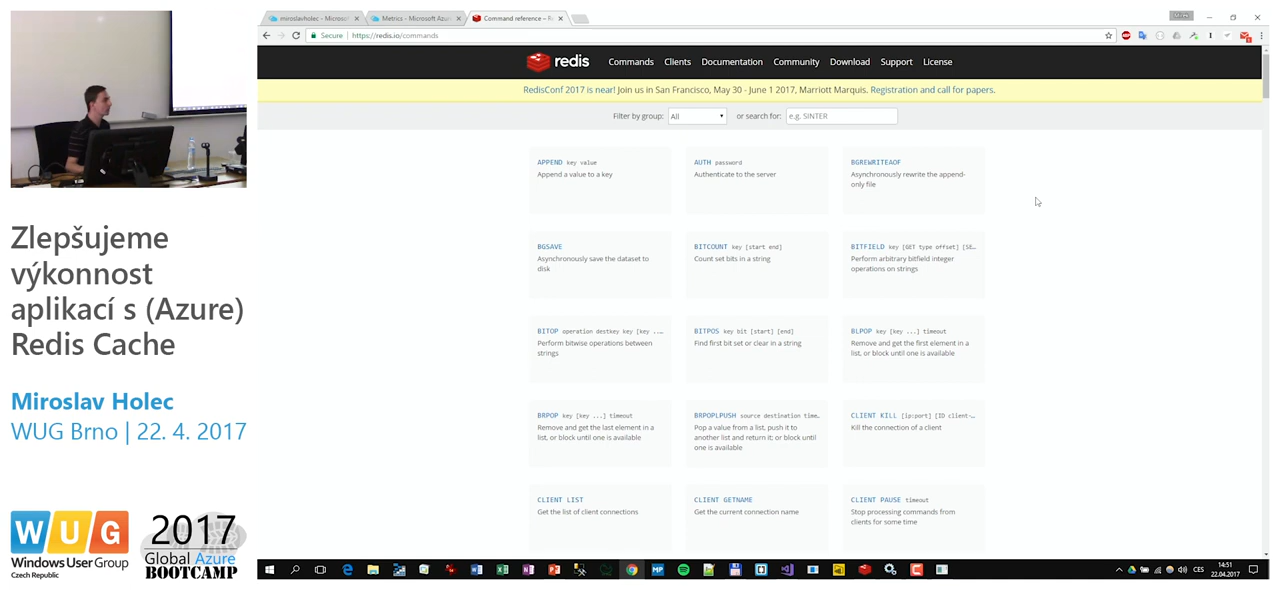 Zlepšujeme
výkonnost
aplikací s (Azure)
Redis Cache
Miroslav Holec
WUG Brno | 22. 4. 2017
WUG
Windows User Group
Czech Republic
2017
Global Azure
BOOTCAMP
miroslavholec - Microsof
Metrics - Microsoft Azur
Command reference – R
Secure | https://redis.io/commands
redis
Commands Clients Documentation Community Download Support License
RedisConf 2017 is near! Join us in San Francisco, May 30 - June 1 2017, Marriott Marquis. Registration and call for papers.
Filter by group: All or search for: e.g. SINTER
APPEND key value
Append a value to a key
AUTH password
Authenticate to the server
BGREWRITEAOF
Asynchronously rewrite the append-
only file
BGSAVE
Asynchronously save the dataset to
disk
BITCOUNT key [start end]
Count set bits in a string
BITFIELD key [GET type offset] [SE…
Perform arbitrary bitfield integer
operations on strings
BITOP operation destkey key [key ...…
Perform bitwise operations between
strings
BITPOS key bit [start] [end]
Find first bit set or clear in a string
BLPOP key [key ...] timeout
Remove and get the first element in a
list, or block until one is available
BRPOP key [key ...] timeout
Remove and get the last element in a
list, or block until one is available
BRPOPLPUSH source destination time…
Pop a value from a list, push it to
another list and return it; or block until
one is available
CLIENT KILL [ip:port] [ID client-…
Kill the connection of a client
CLIENT LIST
Get the list of client connections
CLIENT GETNAME
Get the current connection name
CLIENT PAUSE timeout
Stop processing commands from
clients for some time
CES
14:51
22.04.2017